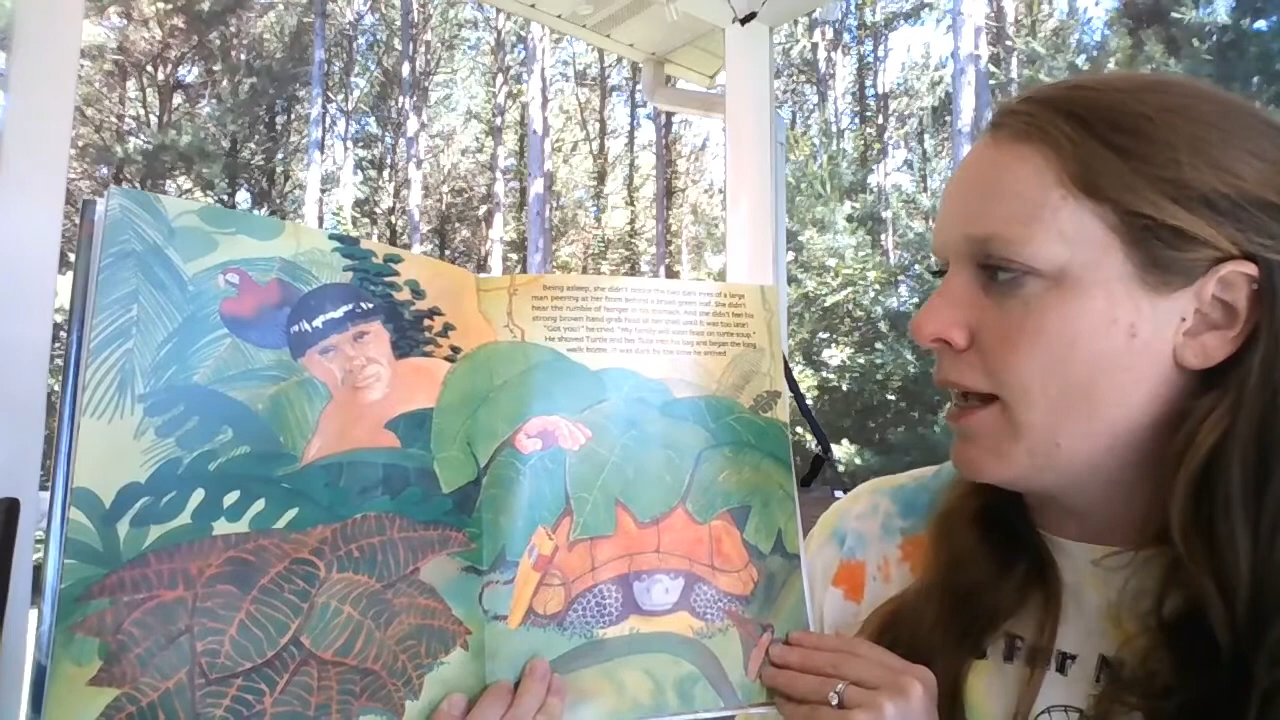 Being asleep, she didn't notice the two dark eyes of a large
man peering at her from behind a broad green leaf. She didn't
hear the rumble of hunger in his stomach. And she didn't feel his
strong brown hand grab hold of her shell until it was too late!
"Got you!" he cried. "My family will soon feast on turtle soup."
He shoved Turtle and her flute into his bag and began the long
walk home. It was dark by the time he arrived.